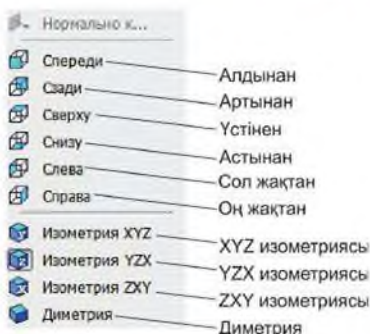 Нормально к...
Спереди
Алдынан
Сзади
Артынан
Сверху
Үстінен
Снизу
Астынан
Слева
Сол жақтан
Справа
Оң жақтан
Изометрия XYZ
XYZ изометриясы
Изометрия YZX
YZX изометриясы
Изометрия ZXY
ZXY изометриясы
Диметрия
Диметрия